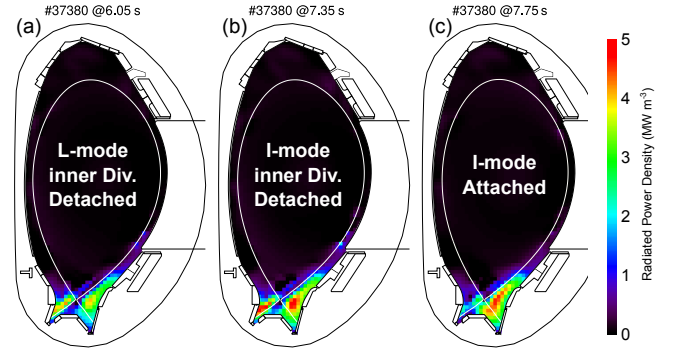 #37380 @6.05 s
#37380 @7.35 s
#37380 @7.75 s
(a)
(b)
(c)
L-mode
inner Div.
Detached
I-mode
inner Div.
Detached
I-mode
Attached
5
4
3
2
1
0
Radiated Power Density (MW m⁻³)